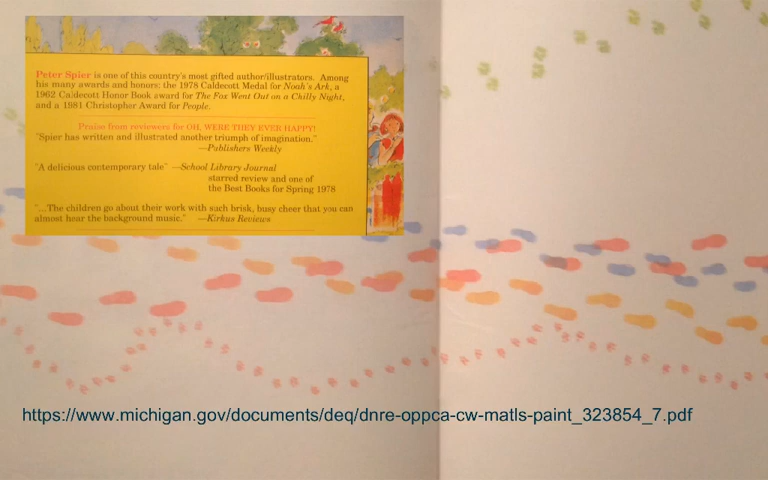 Peter Spier is one of this country's most gifted author/illustrators. Among
his many awards and honors: the 1978 Caldecott Medal for Noah's Ark, a
1962 Caldecott Honor Book award for The Fox Went Out on a Chilly Night,
and a 1981 Christopher Award for People.
Praise from reviewers for OH, WERE THEY EVER HAPPY!
"Spier has written and illustrated another triumph of imagination."
—Publishers Weekly
"A delicious contemporary tale" —School Library Journal
starred review and one of
the Best Books for Spring 1978
"...The children go about their work with such brisk, busy cheer that you can
almost hear the background music." —Kirkus Reviews
https://www.michigan.gov/documents/deq/dnre-oppca-cw-matls-paint_323854_7.pdf